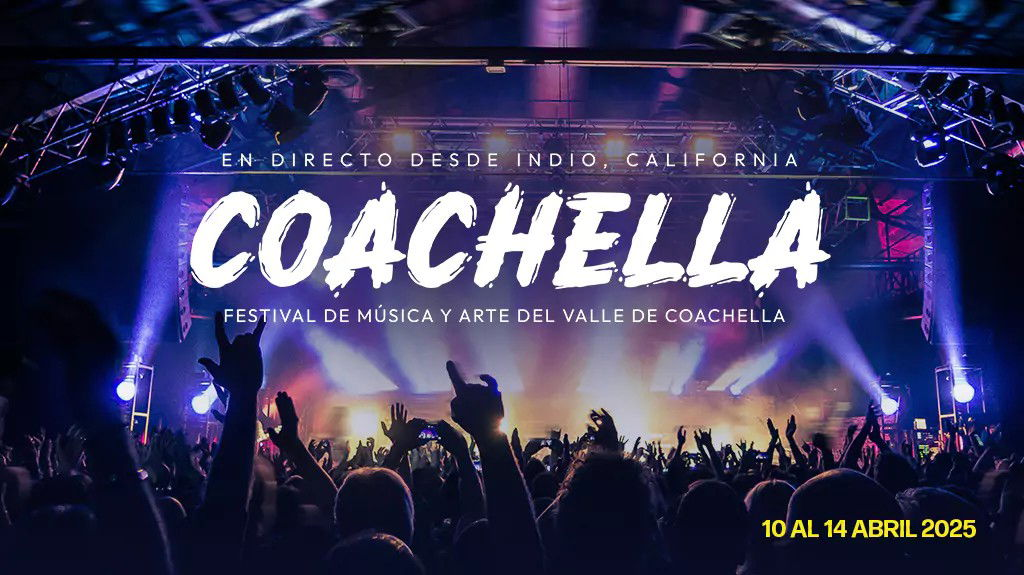 EN DIRECTO DESDE INDIO, CALIFORNIA
COACHELLA
FESTIVAL DE MÚSICA Y ARTE DEL VALLE DE COACHELLA
10 AL 14 ABRIL 2025